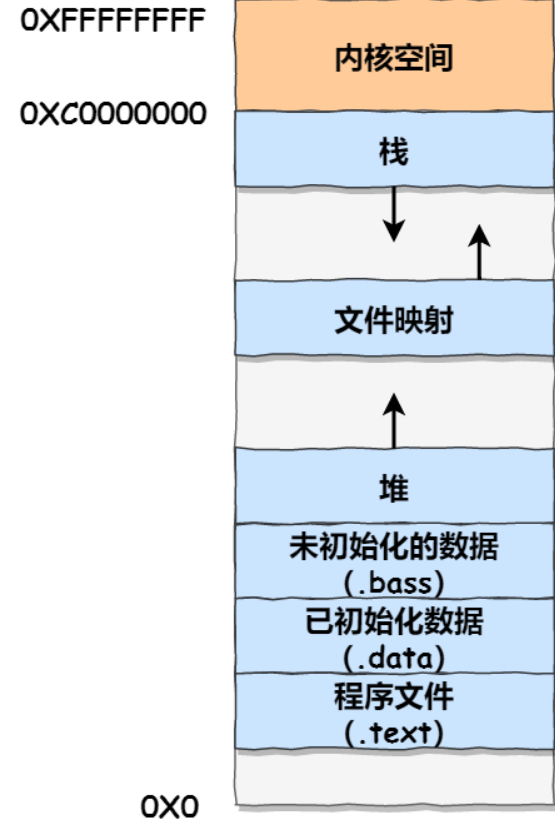 0XFFFFFFFF
内核空间
0XC0000000
栈
文件映射
堆
未初始化的数据
(.bass)
已初始化数据
(.data)
程序文件
(.text)
0X0